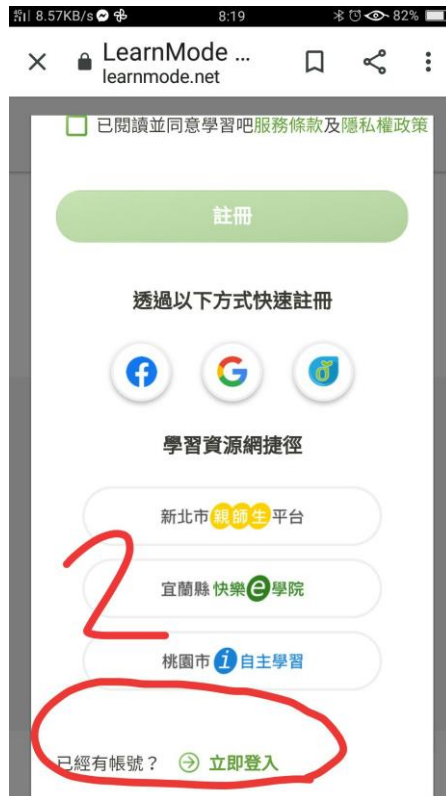 8.57KB/s 8:19 82%
LearnMode ...
learnmode.net
已閱讀並同意學習吧服務條款及隱私權政策
註冊
透過以下方式快速註冊
學習資源網捷徑
新北市親師生平台
宜蘭縣快樂e學院
2
桃園市i自主學習
已經有帳號？ 立即登入